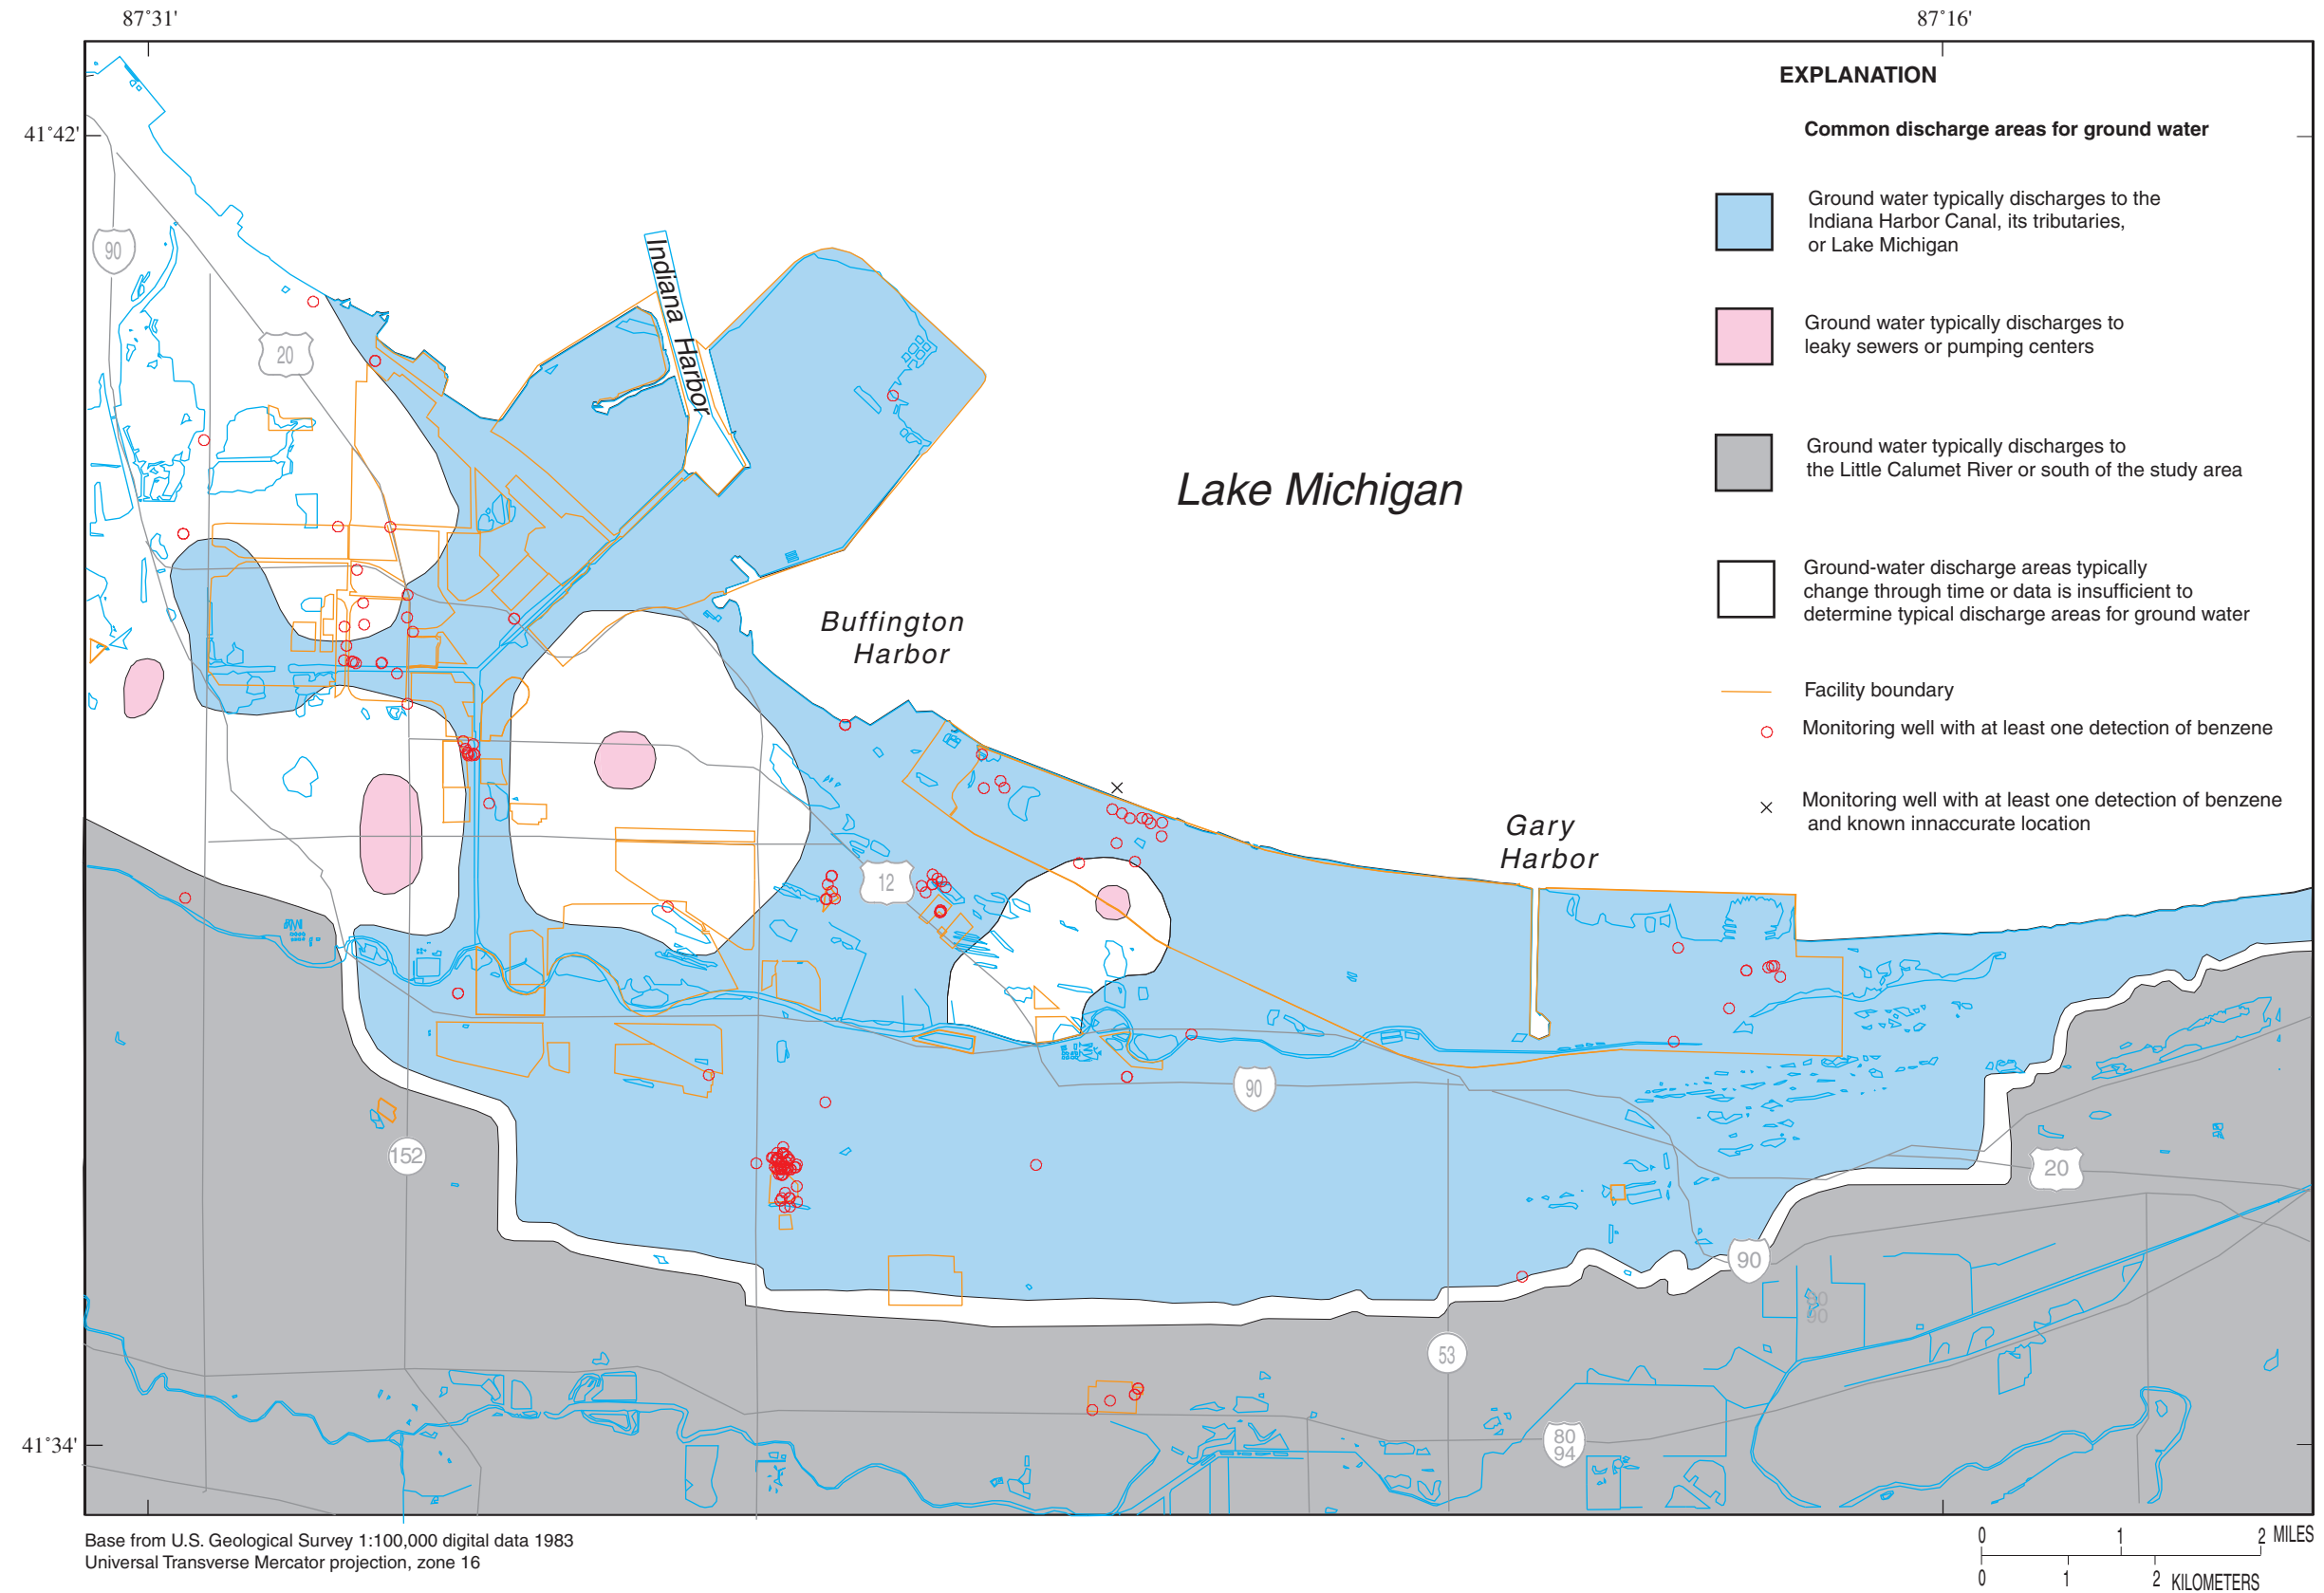 87°31'
87°16'
41°42'
41°34'
EXPLANATION
Common discharge areas for ground water
Ground water typically discharges to the
Indiana Harbor Canal, its tributaries,
or Lake Michigan
Ground water typically discharges to
leaky sewers or pumping centers
Ground water typically discharges to
the Little Calumet River or south of the study area
Ground-water discharge areas typically
change through time or data is insufficient to
determine typical discharge areas for ground water
Facility boundary
Monitoring well with at least one detection of benzene
Monitoring well with at least one detection of benzene
and known innaccurate location
90
20
Indiana Harbor
Lake Michigan
Buffington
Harbor
Gary
Harbor
12
90
152
20
90
80
90
53
80
94
Base from U.S. Geological Survey 1:100,000 digital data 1983
Universal Transverse Mercator projection, zone 16
0 1 2 MILES
0 1 2 KILOMETERS